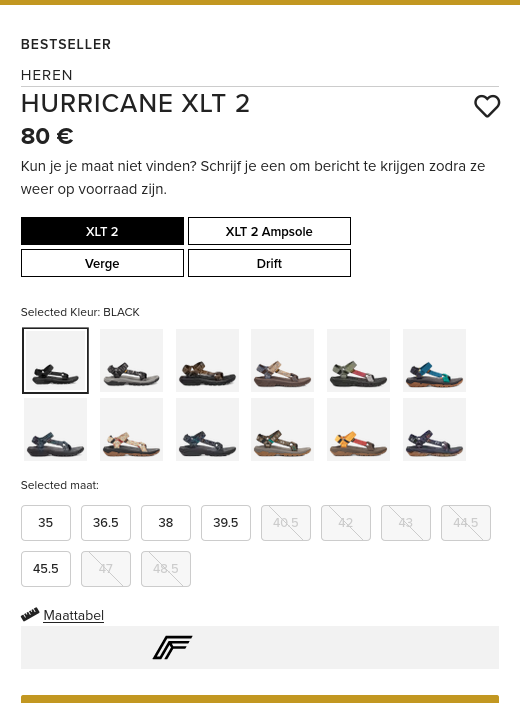 BESTSELLER
HEREN
HURRICANE XLT 2
80 €
Kun je je maat niet vinden? Schrijf je een om bericht te krijgen zodra ze
weer op voorraad zijn.
XLT 2 XLT 2 Ampsole
Verge Drift
Selected Kleur: BLACK
Selected maat:
35 36.5 38 39.5 40.5 42 43 44.5
45.5 47 48.5
Maattabel